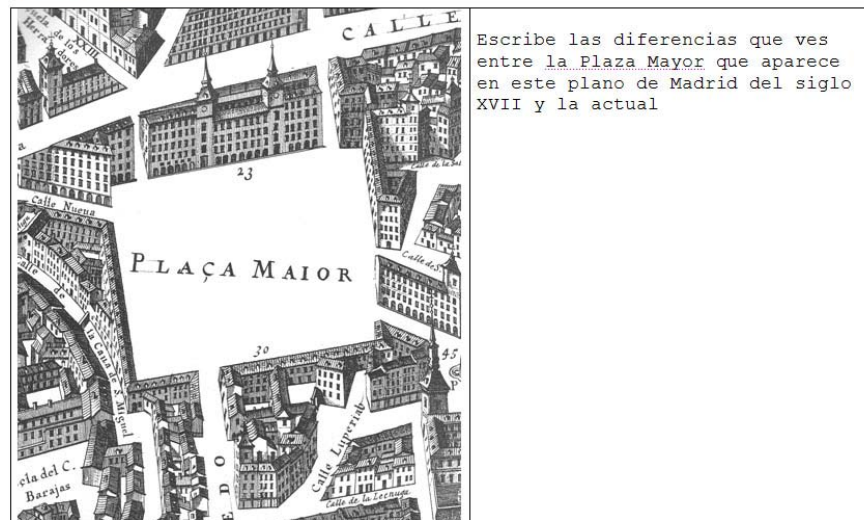 CALLE
XXIII
23
Calle Nueua
PLAÇA MAIOR
30
45
la Caua de S. Miguel
Calle Luperiab
Barajas
Calle de la Lechuga
EDO
Escribe las diferencias que ves
entre la Plaza Mayor que aparece
en este plano de Madrid del siglo
XVII y la actual